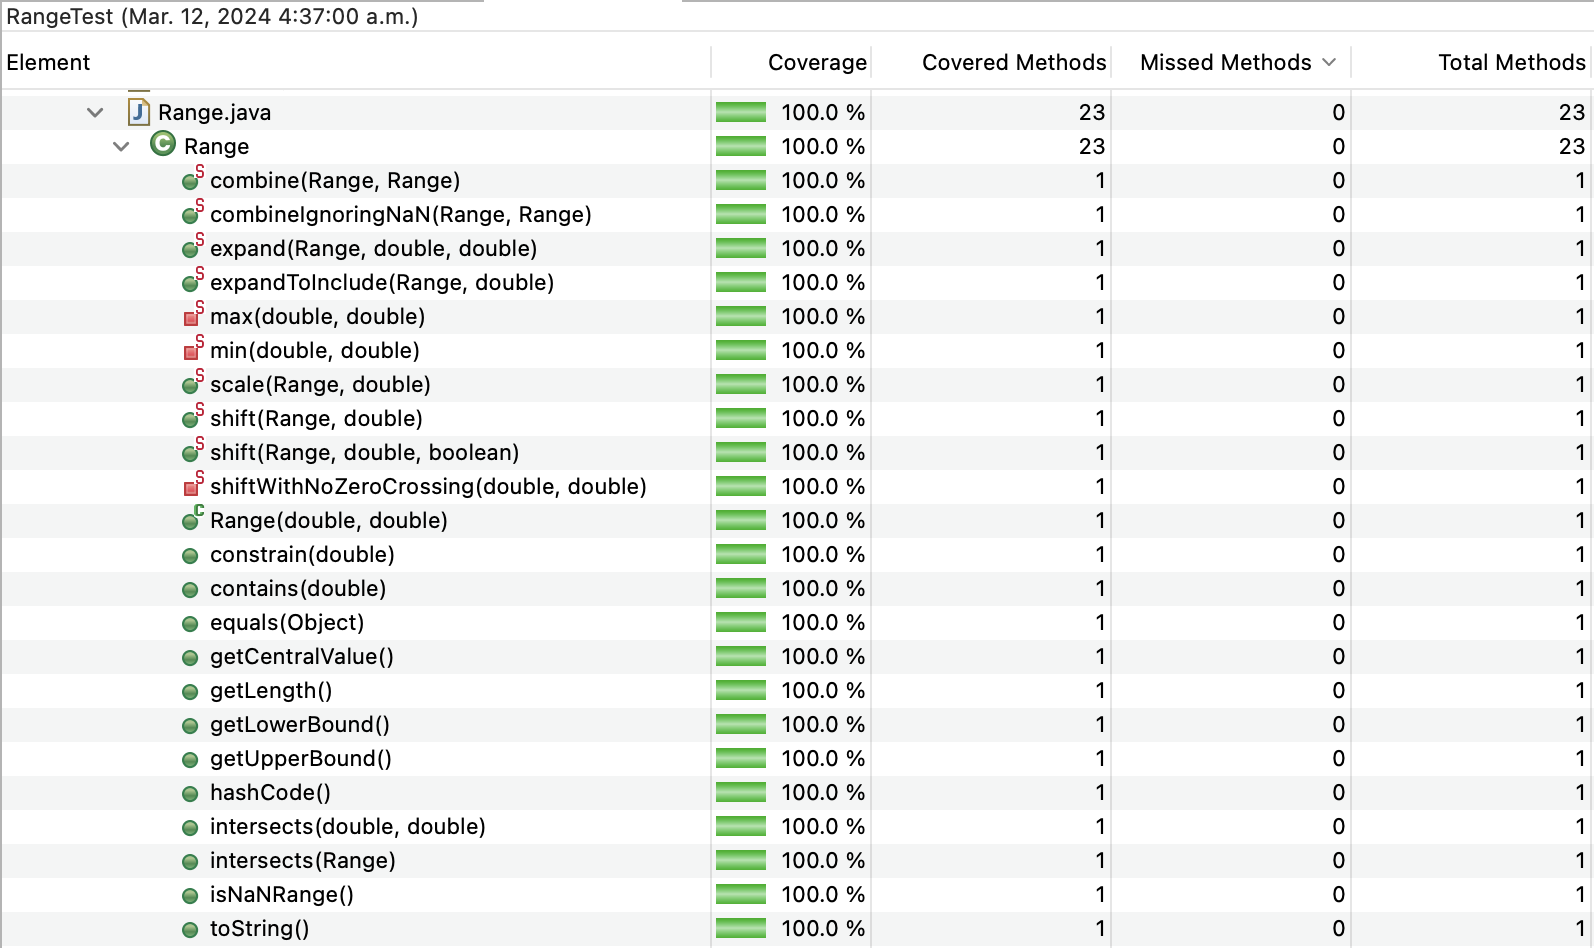 RangeTest (Mar. 12, 2024 4:37:00 a.m.)
Element Coverage Covered Methods Missed Methods Total Methods
J Range.java 100.0 % 23 0 23
C Range 100.0 % 23 0 23
S combine(Range, Range) 100.0 % 1 0 1
S combineIgnoringNaN(Range, Range) 100.0 % 1 0 1
S expand(Range, double, double) 100.0 % 1 0 1
S expandToInclude(Range, double) 100.0 % 1 0 1
S max(double, double) 100.0 % 1 0 1
S min(double, double) 100.0 % 1 0 1
S scale(Range, double) 100.0 % 1 0 1
S shift(Range, double) 100.0 % 1 0 1
S shift(Range, double, boolean) 100.0 % 1 0 1
S shiftWithNoZeroCrossing(double, double) 100.0 % 1 0 1
C Range(double, double) 100.0 % 1 0 1
constrain(double) 100.0 % 1 0 1
contains(double) 100.0 % 1 0 1
equals(Object) 100.0 % 1 0 1
getCentralValue() 100.0 % 1 0 1
getLength() 100.0 % 1 0 1
getLowerBound() 100.0 % 1 0 1
getUpperBound() 100.0 % 1 0 1
hashCode() 100.0 % 1 0 1
intersects(double, double) 100.0 % 1 0 1
intersects(Range) 100.0 % 1 0 1
isNaNRange() 100.0 % 1 0 1
toString() 100.0 % 1 0 1